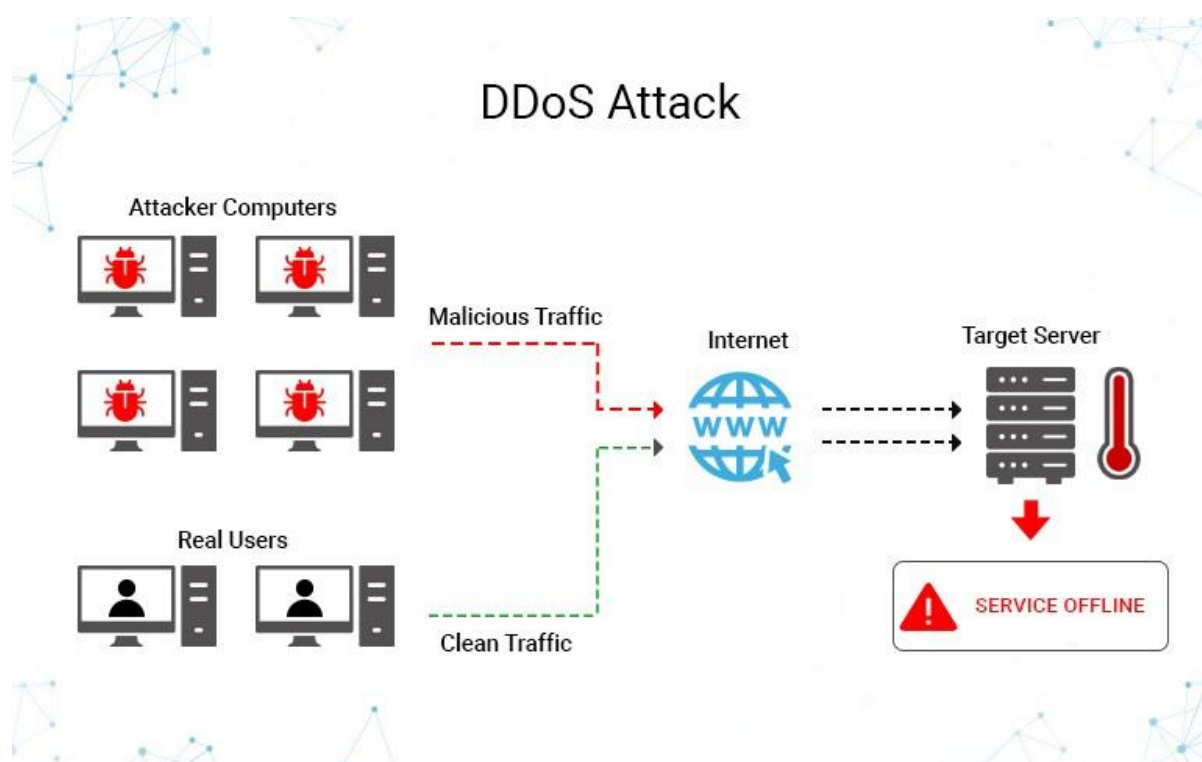 DDoS Attack
Attacker Computers
Malicious Traffic
Internet
Target Server
WWW
Real Users
SERVICE OFFLINE
Clean Traffic